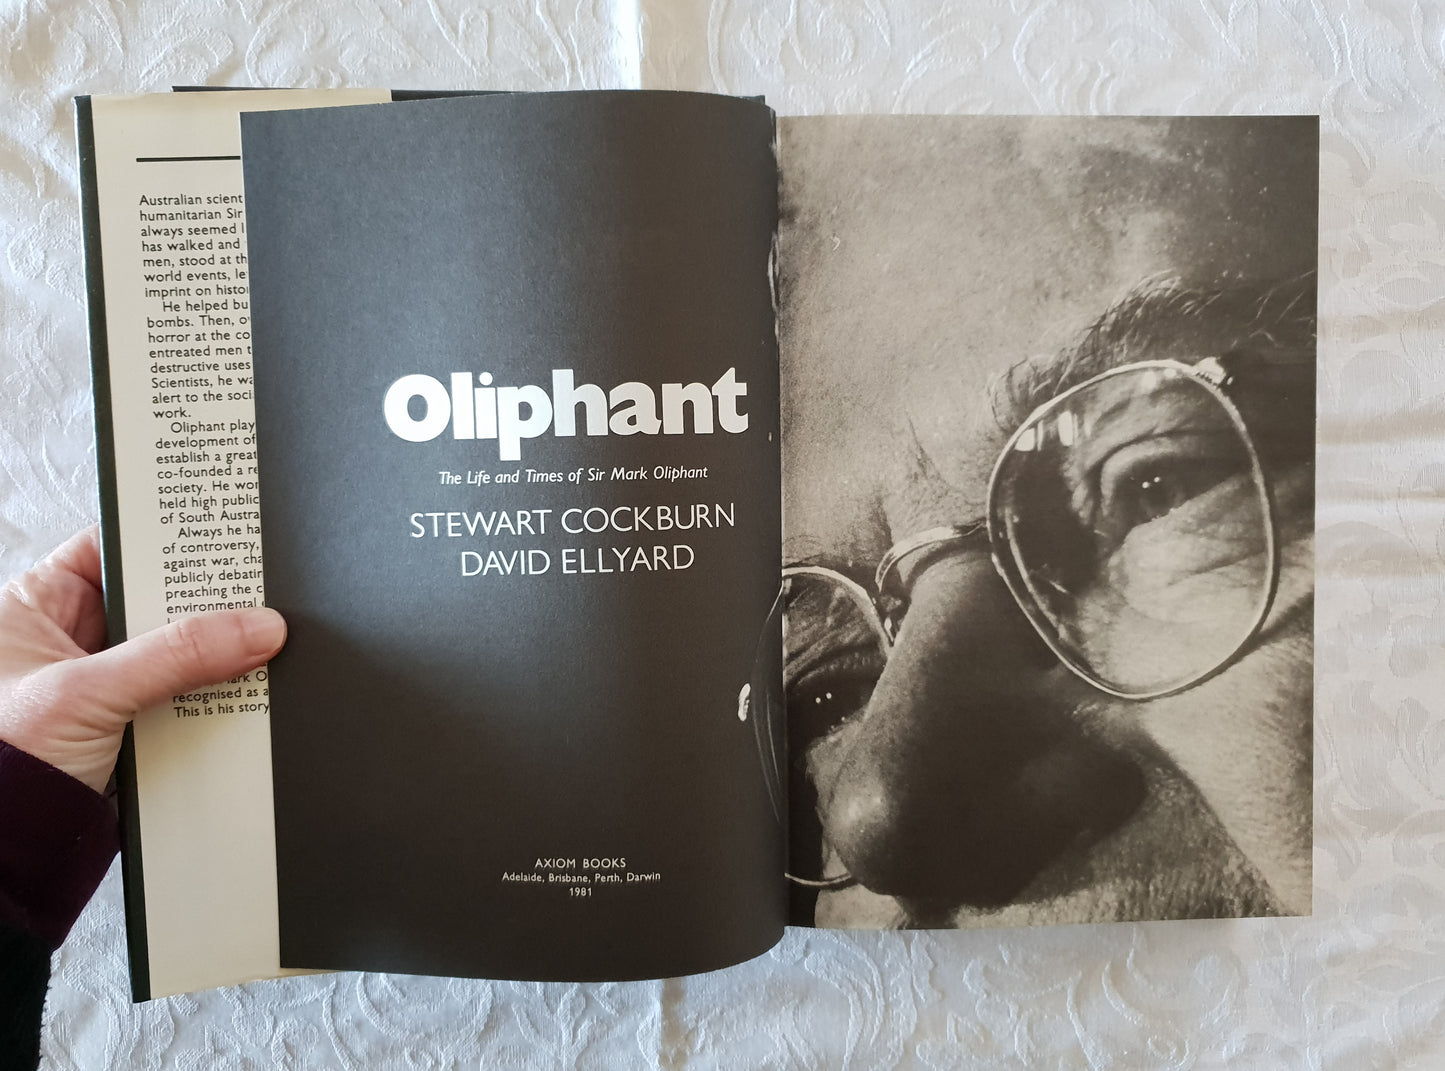 Australian scient
humanitarian Sir
always seemed
has walked and
men, stood at th
world events, le
imprint on histo
He helped bu
bombs. Then, o
horror at the co
entreated men t
destructive uses
Scientists, he wa
alert to the soci
work.
Oliphant play
development of
establish a great
co-founded a re
society. He wor
held high public
of South Austra
Always he ha
of controversy,
against war, cha
publicly debatin
preaching the c
environmental
ark O
recognised as a
This is his story
Oliphant
The Life and Times of Sir Mark Oliphant
STEWART COCKBURN
DAVID ELLYARD
AXIOM BOOKS
Adelaide, Brisbane, Perth, Darwin
1981